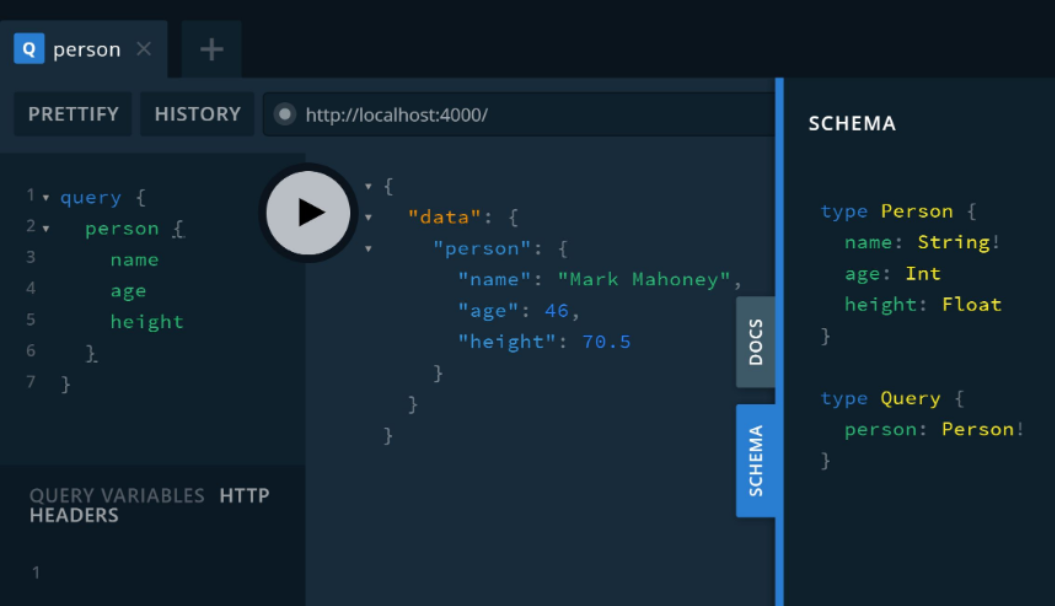 Q person ×  +
PRETTIFY HISTORY http://localhost:4000/
1 query {
2 person {
3 name
4 age
5 height
6 }
7 }
QUERY VARIABLES HTTP
HEADERS
1
{
"data": {
"person": {
"name": "Mark Mahoney",
"age": 46,
"height": 70.5
}
}
}
DOCS
SCHEMA
SCHEMA
type Person {
name: String!
age: Int
height: Float
}
type Query {
person: Person!
}